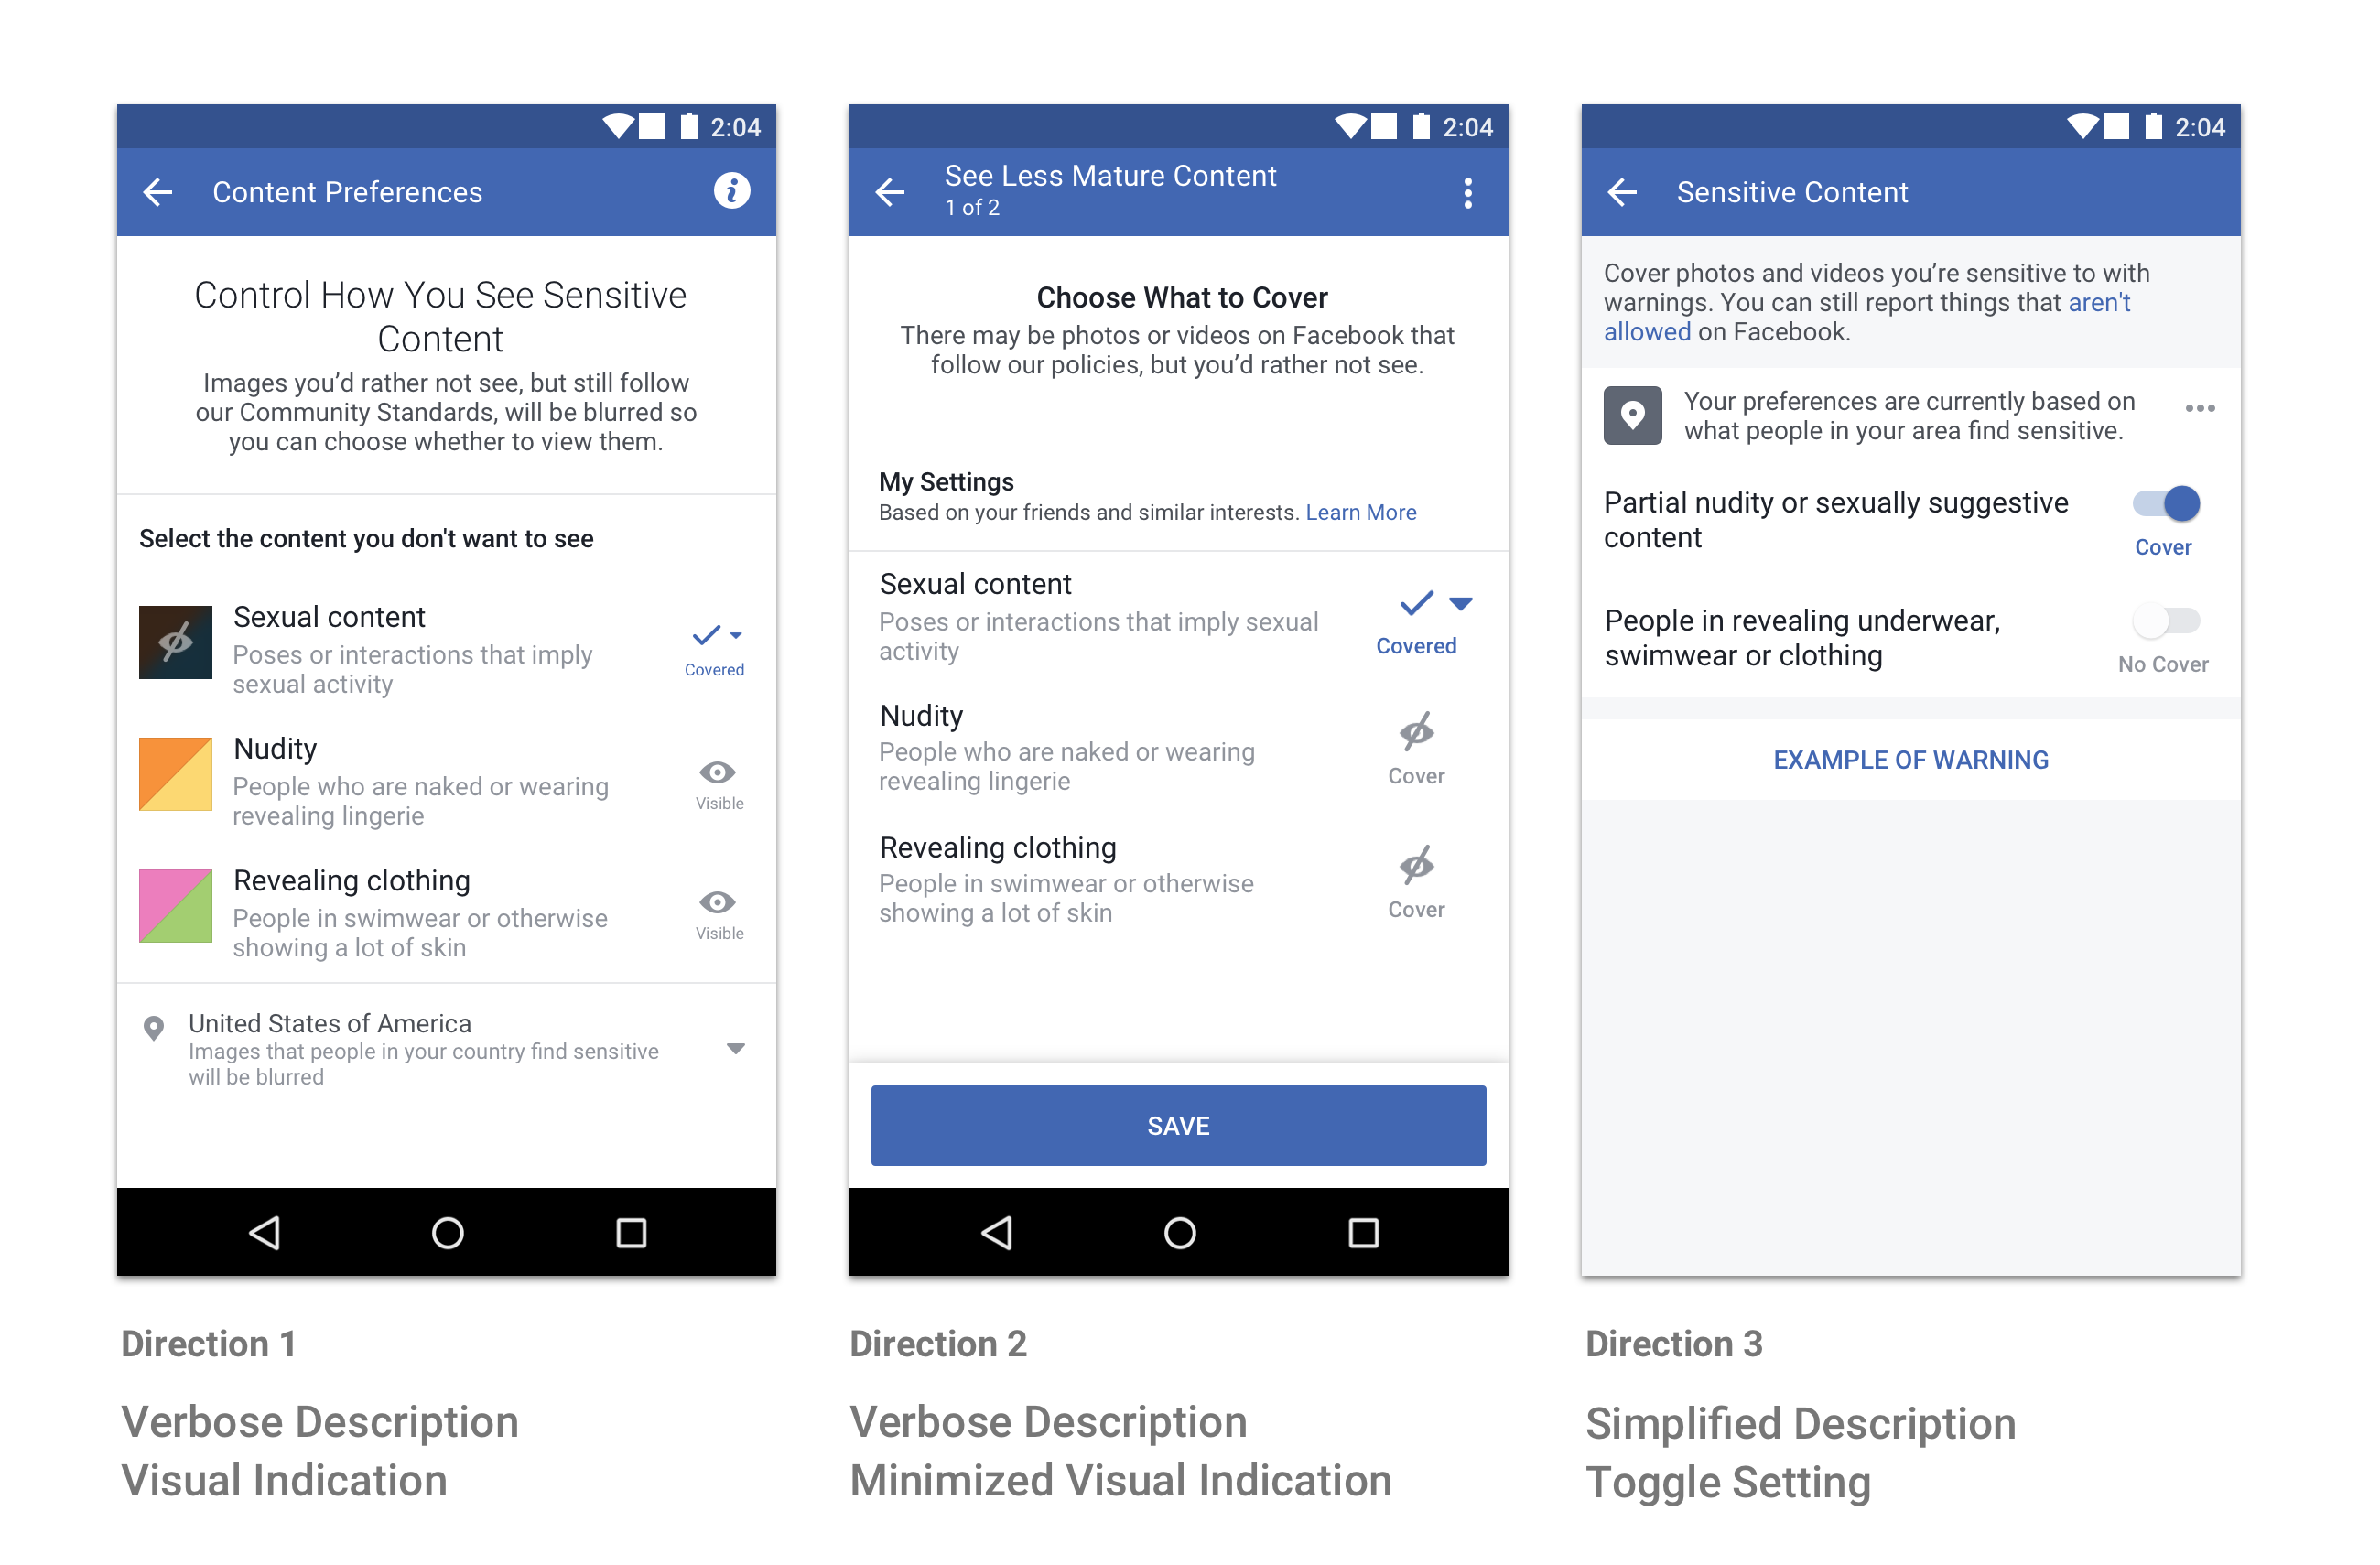 2:04
Content Preferences
Control How You See Sensitive
Content
Images you’d rather not see, but still follow
our Community Standards, will be blurred so
you can choose whether to view them.
Select the content you don't want to see
Sexual content
Poses or interactions that imply
sexual activity
Covered
Nudity
People who are naked or wearing
revealing lingerie
Visible
Revealing clothing
People in swimwear or otherwise
showing a lot of skin
Visible
United States of America
Images that people in your country find sensitive
will be blurred
Direction 1
Verbose Description
Visual Indication
2:04
See Less Mature Content
1 of 2
Choose What to Cover
There may be photos or videos on Facebook that
follow our policies, but you’d rather not see.
My Settings
Based on your friends and similar interests. Learn More
Sexual content
Poses or interactions that imply sexual
activity
Covered
Nudity
People who are naked or wearing
revealing lingerie
Cover
Revealing clothing
People in swimwear or otherwise
showing a lot of skin
Cover
SAVE
Direction 2
Verbose Description
Minimized Visual Indication
2:04
Sensitive Content
Cover photos and videos you’re sensitive to with
warnings. You can still report things that aren't
allowed on Facebook.
Your preferences are currently based on
what people in your area find sensitive.
Partial nudity or sexually suggestive
content
Cover
People in revealing underwear,
swimwear or clothing
No Cover
EXAMPLE OF WARNING
Direction 3
Simplified Description
Toggle Setting